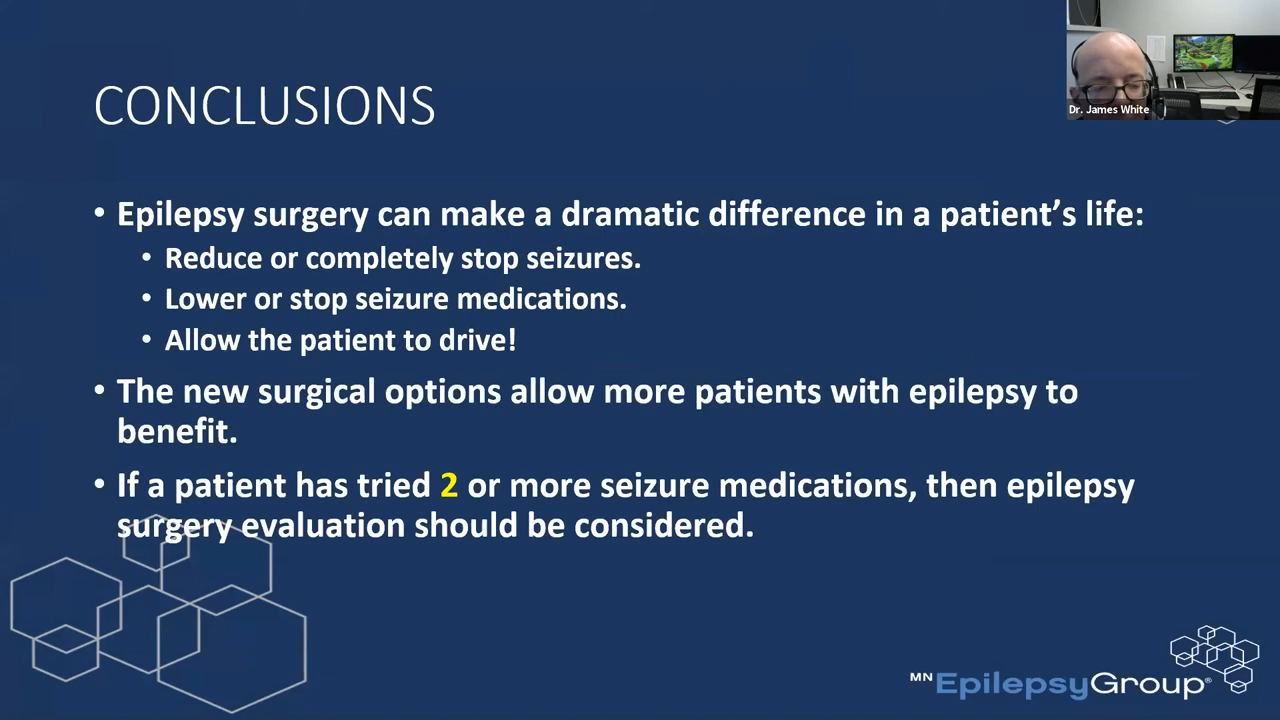 Dr. James White
CONCLUSIONS
• Epilepsy surgery can make a dramatic difference in a patient’s life:
• Reduce or completely stop seizures.
• Lower or stop seizure medications.
• Allow the patient to drive!
• The new surgical options allow more patients with epilepsy to
benefit.
• If a patient has tried 2 or more seizure medications, then epilepsy
surgery evaluation should be considered.
MN EpilepsyGroup®